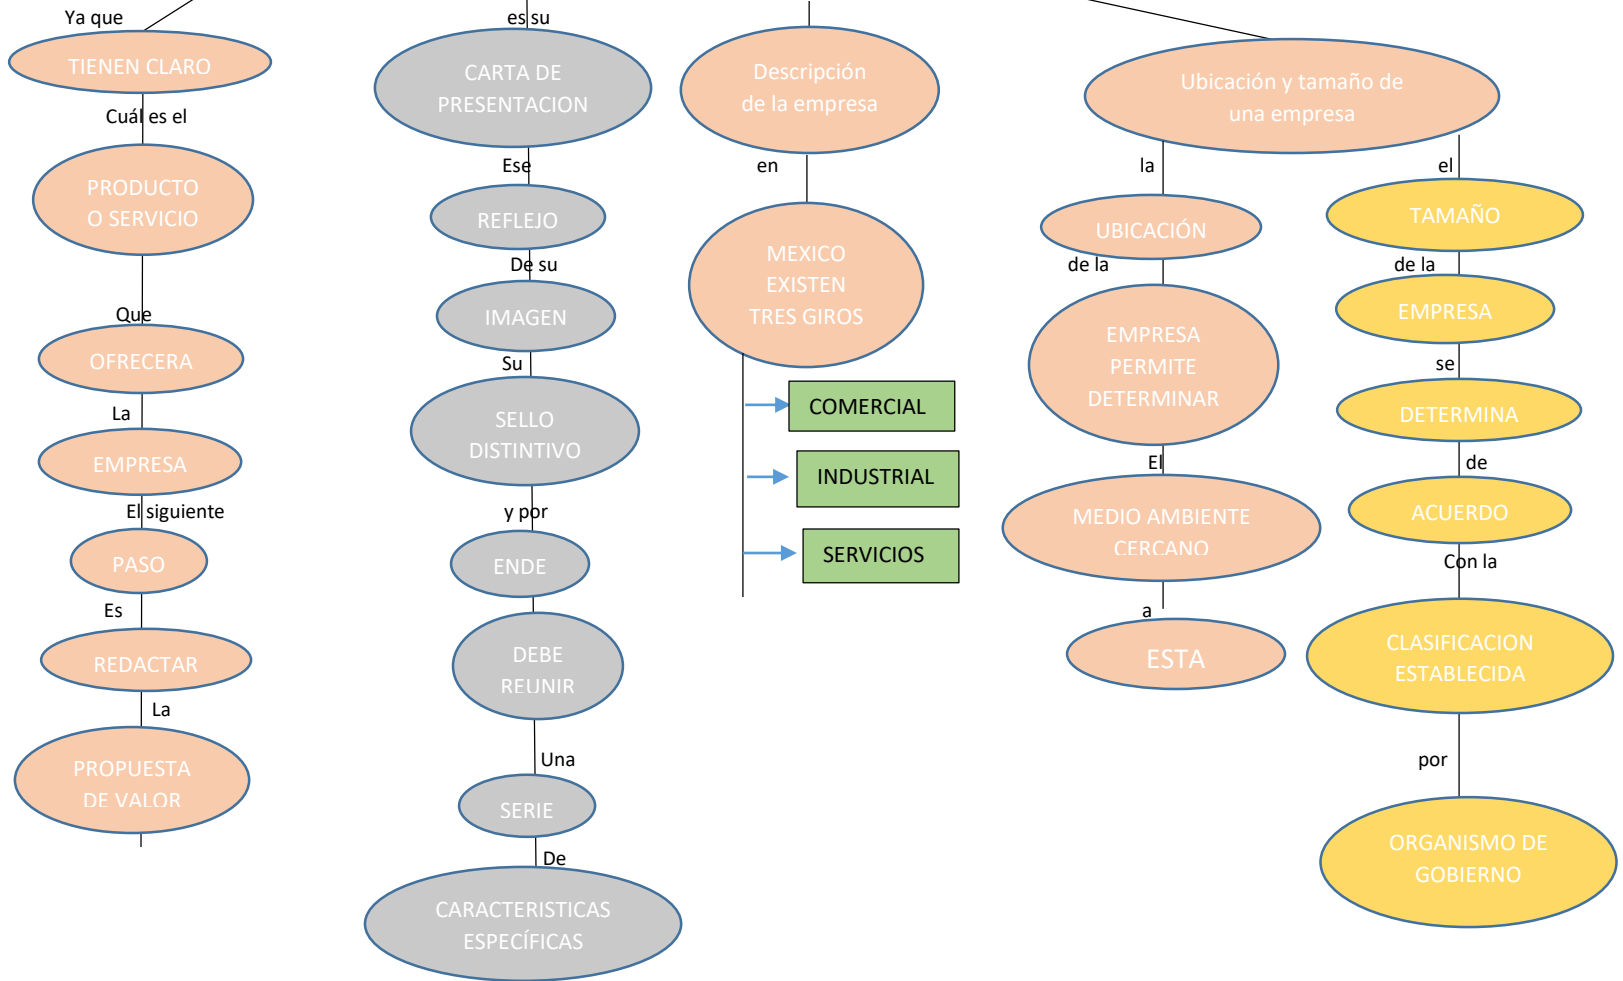 Ya que
TIENEN CLARO
Cuál es el
PRODUCTO
O SERVICIO
Que
OFRECERA
La
EMPRESA
El siguiente
PASO
Es
REDACTAR
La
PROPUESTA
DE VALOR
es su
CARTA DE
PRESENTACION
Ese
REFLEJO
De su
IMAGEN
Su
SELLO
DISTINTIVO
y por
ENDE
DEBE
REUNIR
Una
SERIE
De
CARACTERISTICAS
ESPECÍFICAS
Descripción
de la empresa
en
MEXICO
EXISTEN
TRES GIROS
COMERCIAL
INDUSTRIAL
SERVICIOS
Ubicación y tamaño de
una empresa
la
UBICACIÓN
de la
EMPRESA
PERMITE
DETERMINAR
El
MEDIO AMBIENTE
CERCANO
a
ESTA
el
TAMAÑO
de la
EMPRESA
se
DETERMINA
de
ACUERDO
Con la
CLASIFICACION
ESTABLECIDA
por
ORGANISMO DE
GOBIERNO